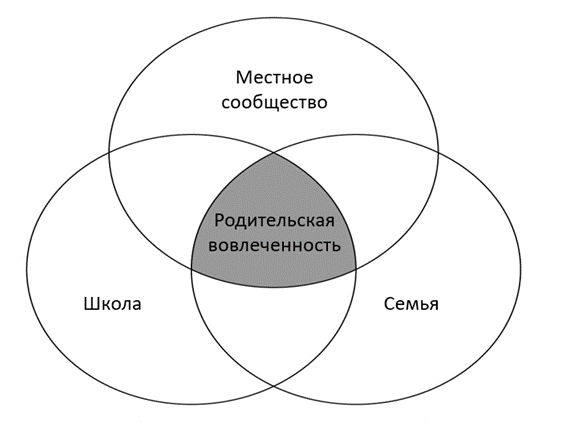 Местное
сообщество
Родительская
вовлеченность
Школа
Семья